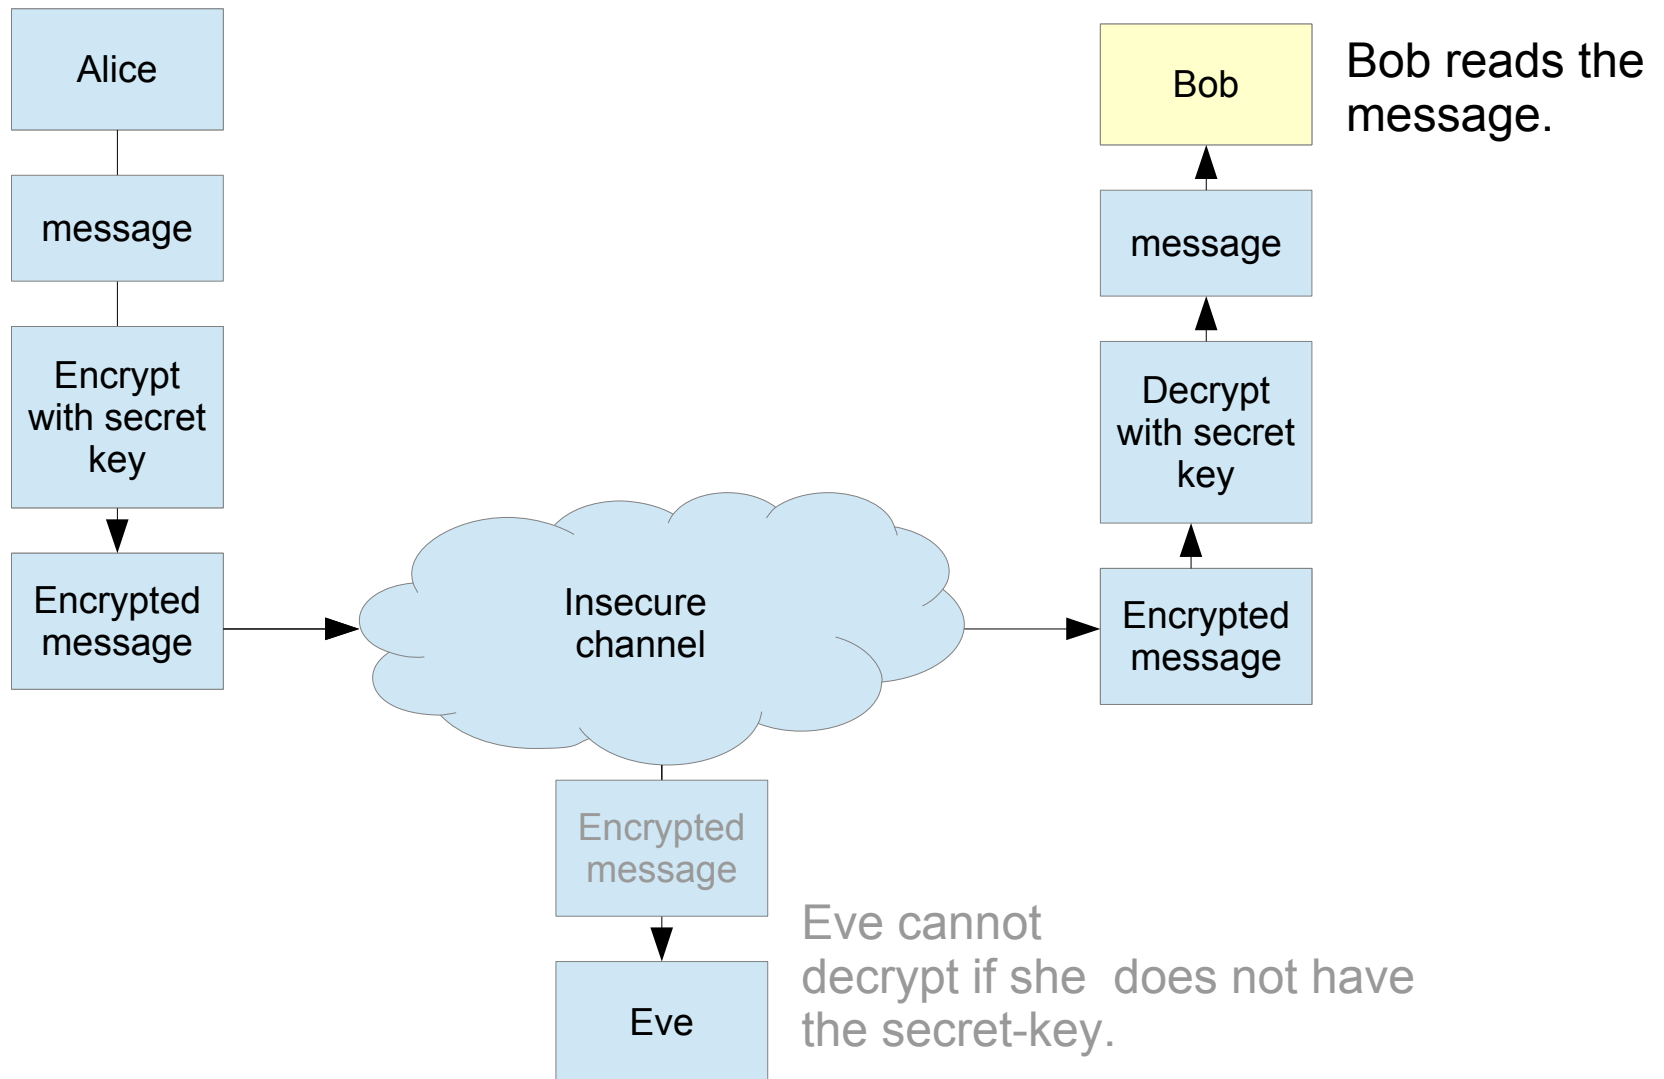 Alice
message
Encrypt
with secret
key
Encrypted
message
Insecure
channel
Encrypted
message
Eve
Eve cannot
decrypt if she  does not have
the secret-key.
Bob
Bob reads the
message.
message
Decrypt
with secret
key
Encrypted
message